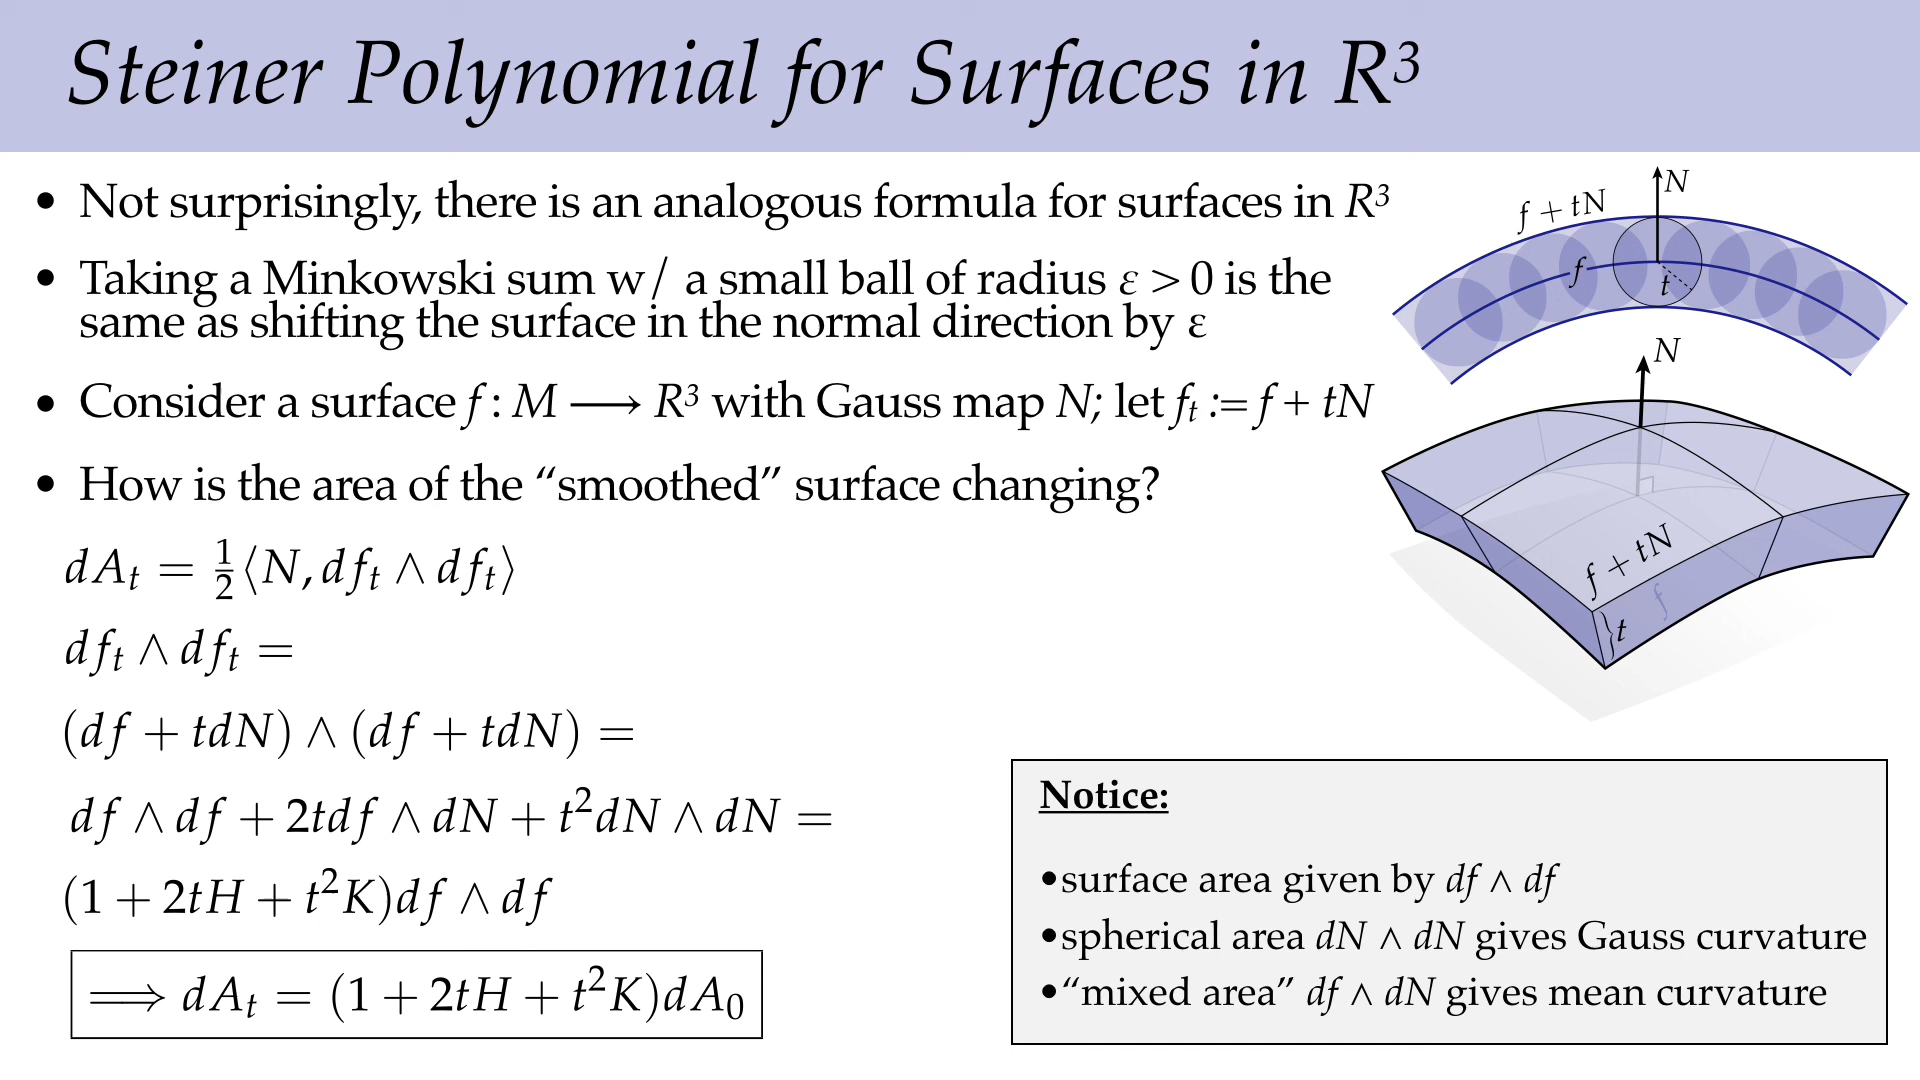 Steiner Polynomial for Surfaces in R³
• Not surprisingly, there is an analogous formula for surfaces in R³
• Taking a Minkowski sum w/ a small ball of radius ε > 0 is the
same as shifting the surface in the normal direction by ε
• Consider a surface f : M ⟶ R³ with Gauss map N; let fₜ := f + tN
• How is the area of the “smoothed” surface changing?
dAₜ = ½⟨N, dfₜ ∧ dfₜ⟩
dfₜ ∧ dfₜ =
(df + tdN) ∧ (df + tdN) =
df ∧ df + 2tdf ∧ dN + t²dN ∧ dN =
(1 + 2tH + t²K)df ∧ df
⟹ dAₜ = (1 + 2tH + t²K)dA₀
N
f + tN
f
t
N
f + tN
f
t
Notice:
•surface area given by df ∧ df
•spherical area dN ∧ dN gives Gauss curvature
•“mixed area” df ∧ dN gives mean curvature